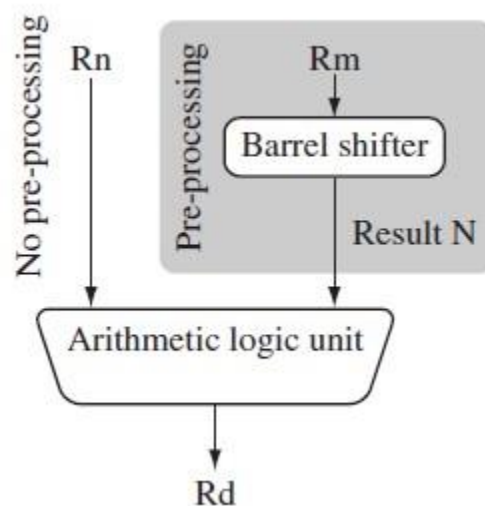 No pre-processing
Rn
Pre-processing
Rm
Barrel shifter
Result N
Arithmetic logic unit
Rd